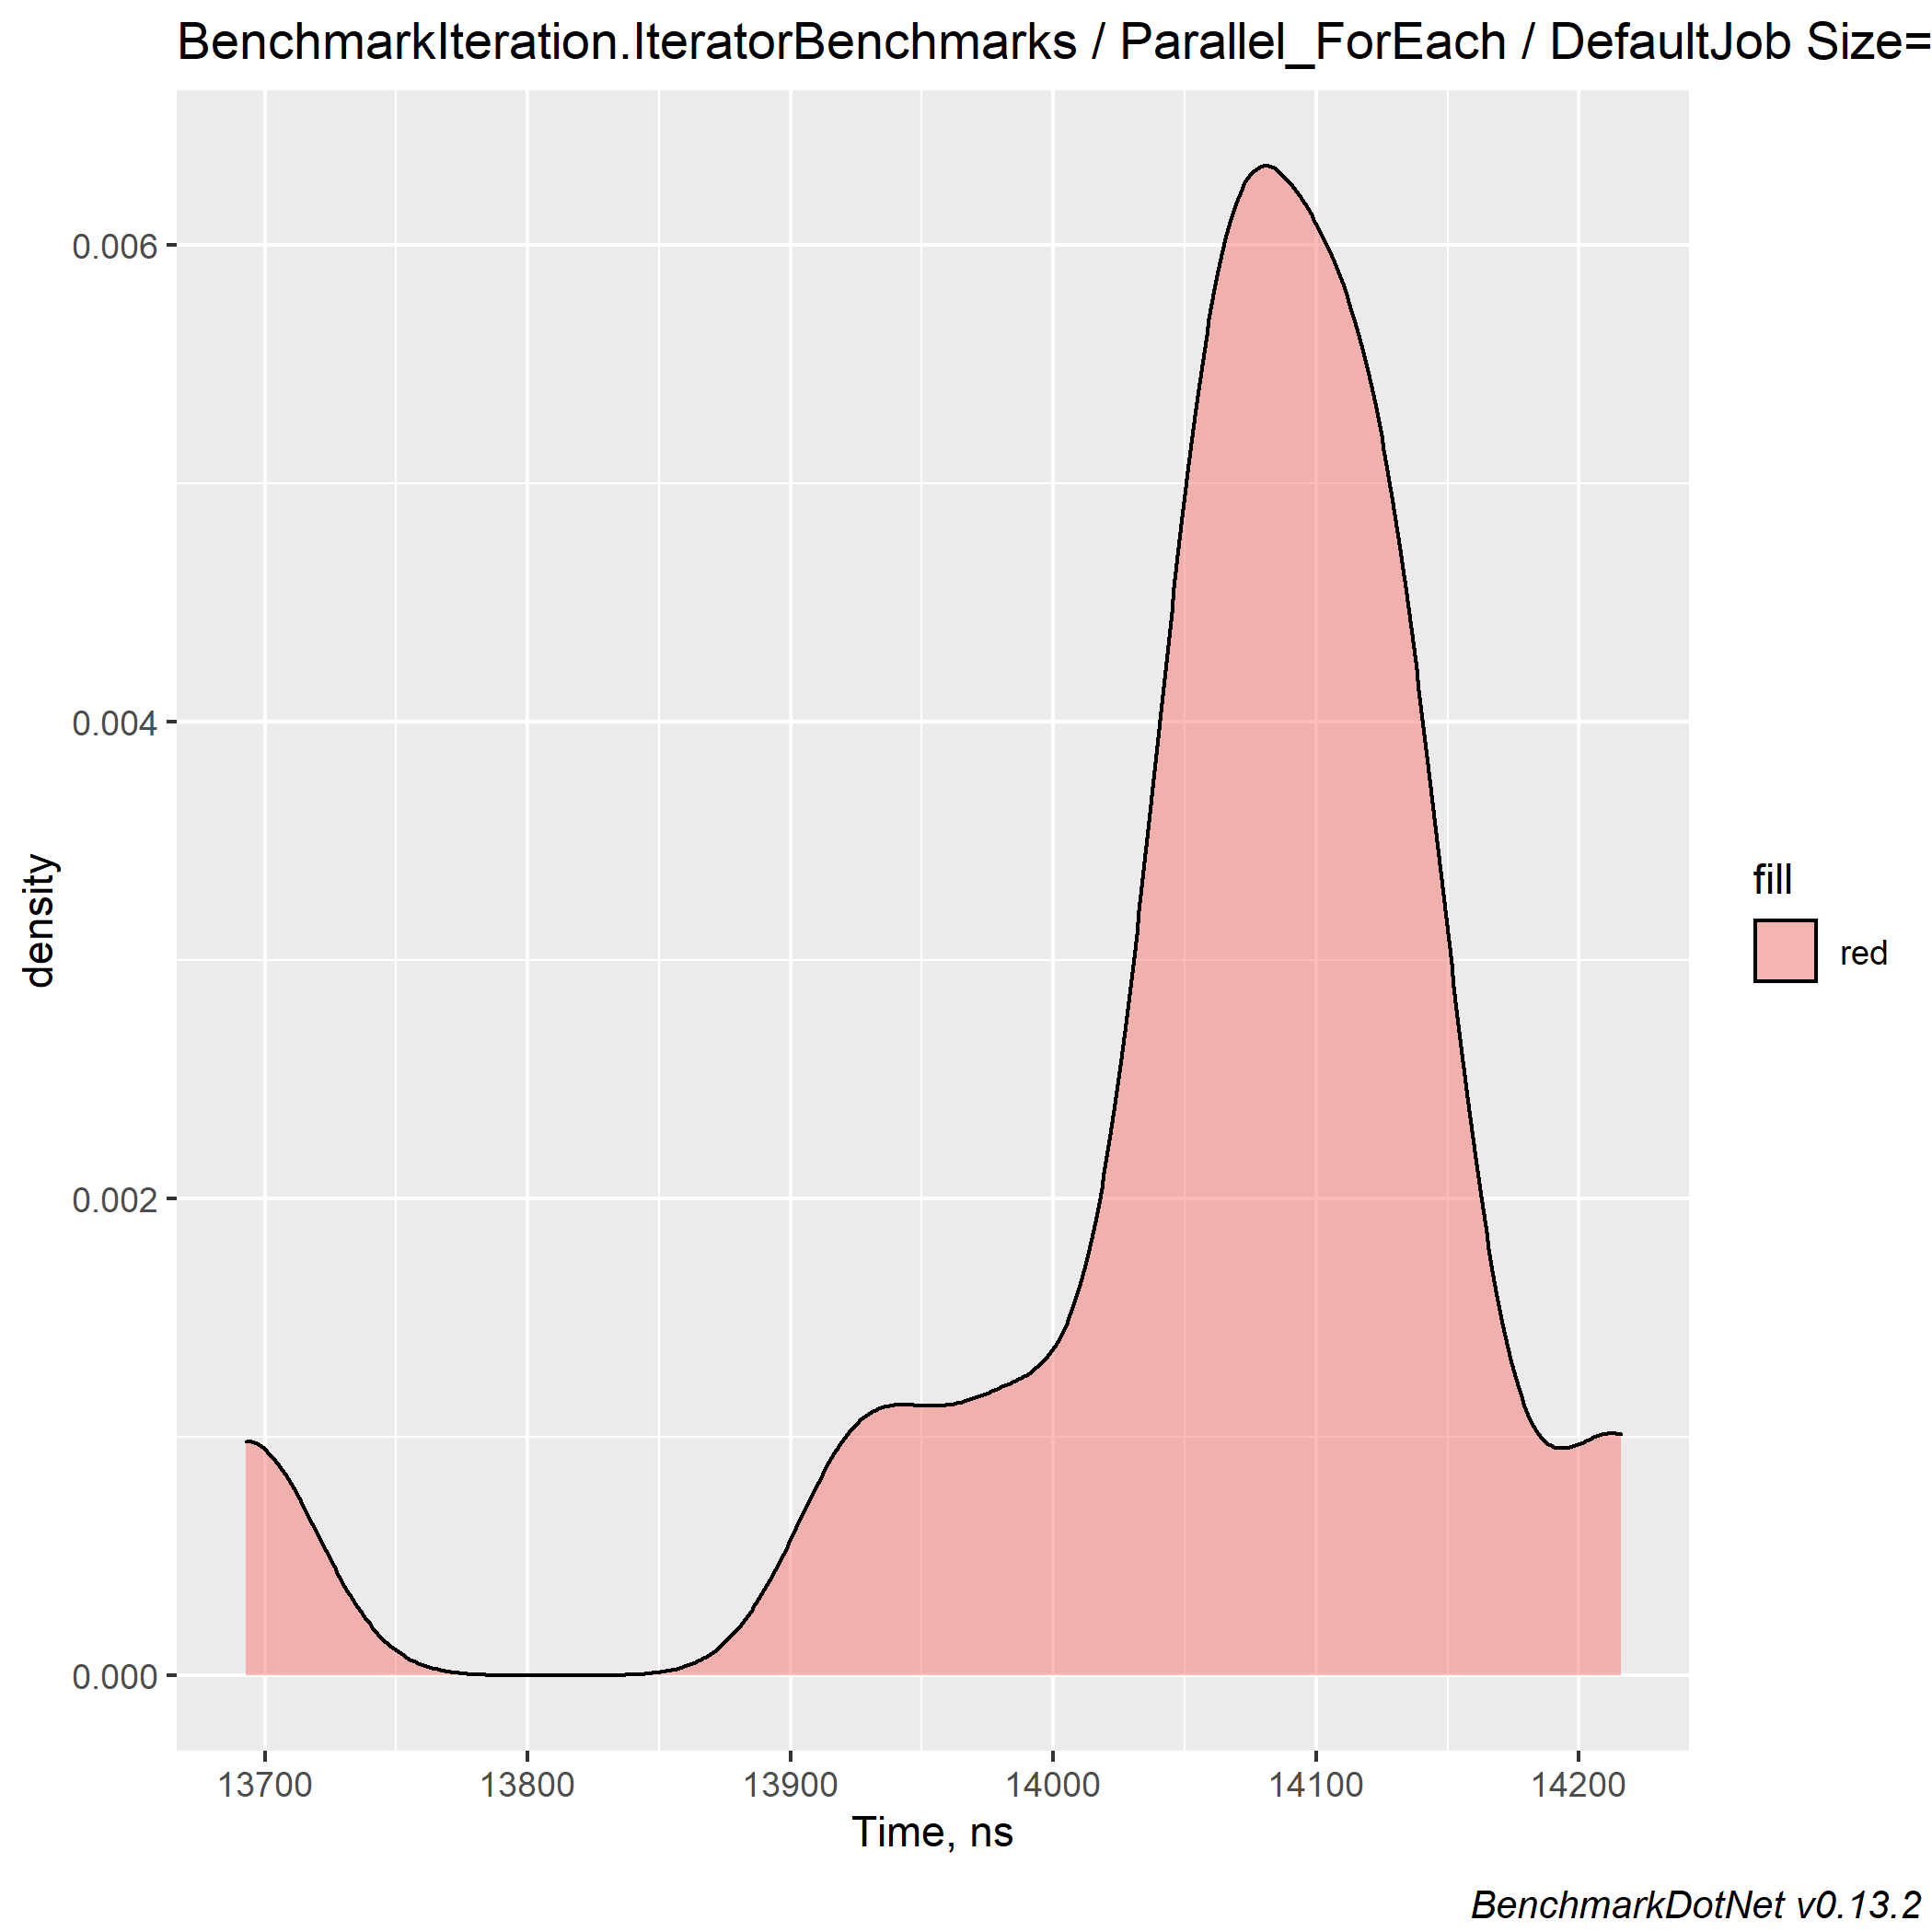 BenchmarkIteration.IteratorBenchmarks / Parallel_ForEach / DefaultJob Size=
0.006
0.004
0.002
0.000
density
13700 13800 13900 14000 14100 14200
Time, ns
fill
red
BenchmarkDotNet v0.13.2